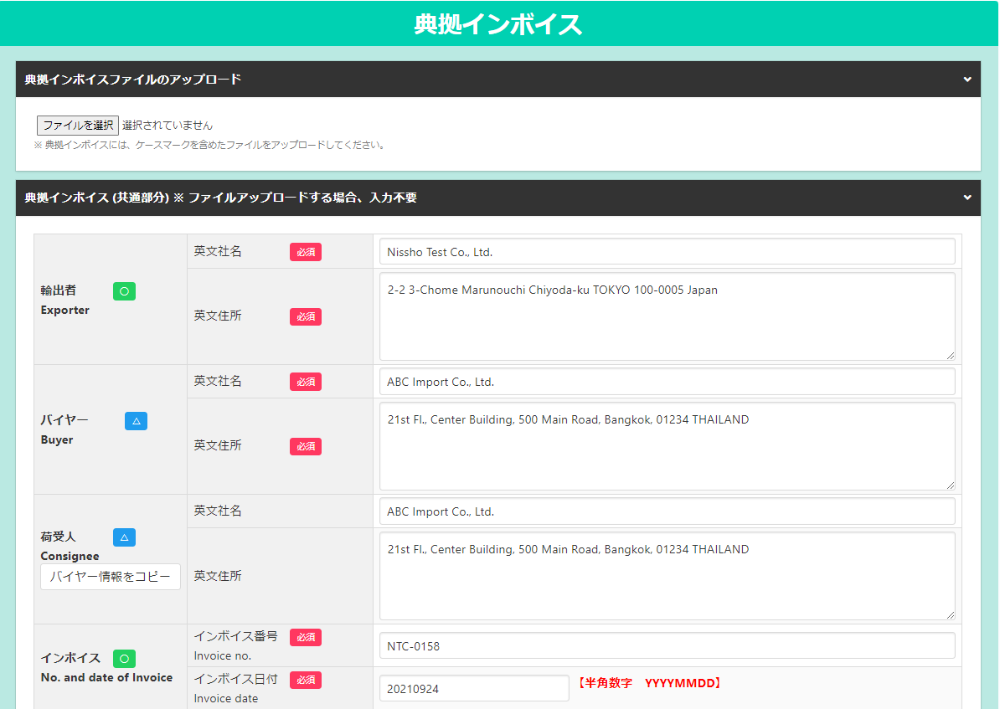 典拠インボイス
典拠インボイスファイルのアップロード
ファイルを選択 選択されていません
※ 典拠インボイスには、ケースマークを含めたファイルをアップロードしてください。
典拠インボイス (共通部分) ※ ファイルアップロードする場合、入力不要
輸出者 ○
Exporter
英文社名 必須
Nissho Test Co., Ltd.
英文住所 必須
2-2 3-Chome Marunouchi Chiyoda-ku TOKYO 100-0005 Japan
バイヤー △
Buyer
英文社名 必須
ABC Import Co., Ltd.
英文住所 必須
21st Fl., Center Building, 500 Main Road, Bangkok, 01234 THAILAND
荷受人 △
Consignee
バイヤー情報をコピー
英文社名
ABC Import Co., Ltd.
英文住所
21st Fl., Center Building, 500 Main Road, Bangkok, 01234 THAILAND
インボイス ○
No. and date of Invoice
インボイス番号 必須
Invoice no.
NTC-0158
インボイス日付 必須
Invoice date
20210924
【半角数字　YYYYMMDD】